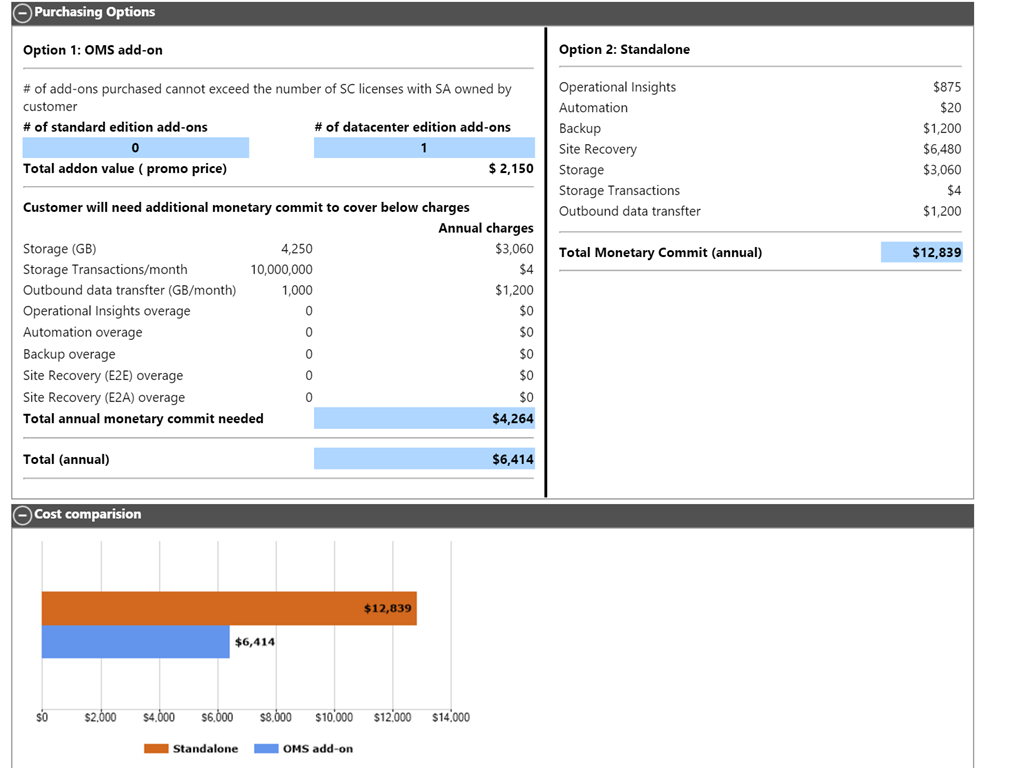 Purchasing Options
Option 1: OMS add-on
# of add-ons purchased cannot exceed the number of SC licenses with SA owned by
customer
# of standard edition add-ons # of datacenter edition add-ons
0 1
Total addon value ( promo price) $ 2,150
Customer will need additional monetary commit to cover below charges
Annual charges
Storage (GB) 4,250 $3,060
Storage Transactions/month 10,000,000 $4
Outbound data transfter (GB/month) 1,000 $1,200
Operational Insights overage 0 $0
Automation overage 0 $0
Backup overage 0 $0
Site Recovery (E2E) overage 0 $0
Site Recovery (E2A) overage 0 $0
Total annual monetary commit needed $4,264
Total (annual) $6,414
Option 2: Standalone
Operational Insights $875
Automation $20
Backup $1,200
Site Recovery $6,480
Storage $3,060
Storage Transactions $4
Outbound data transfter $1,200
Total Monetary Commit (annual) $12,839
Cost comparision
$12,839
$6,414
$0 $2,000 $4,000 $6,000 $8,000 $10,000 $12,000 $14,000
Standalone OMS add-on